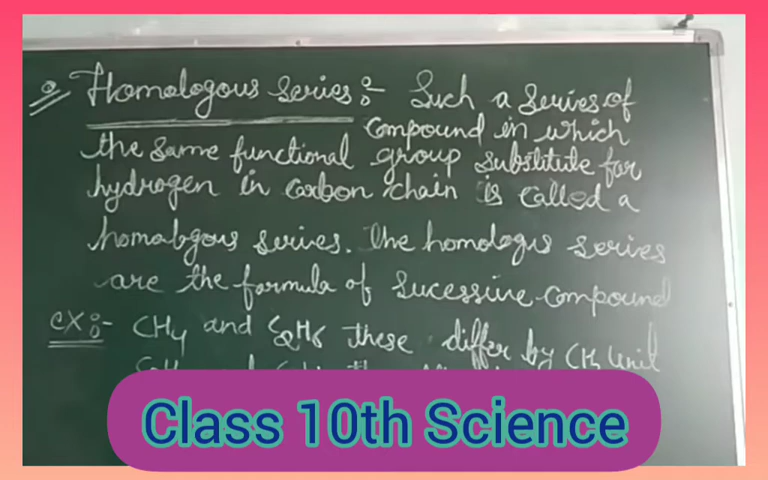 Homologous series:- Such a series of
compound in which
the same functional group substitute for
hydrogen in carbon chain is called a
homologous series. The homologus series
are the formula of Sucessive compound
ex:- CH4 and C2H6 these differ by CH2 unit
Class 10th Science